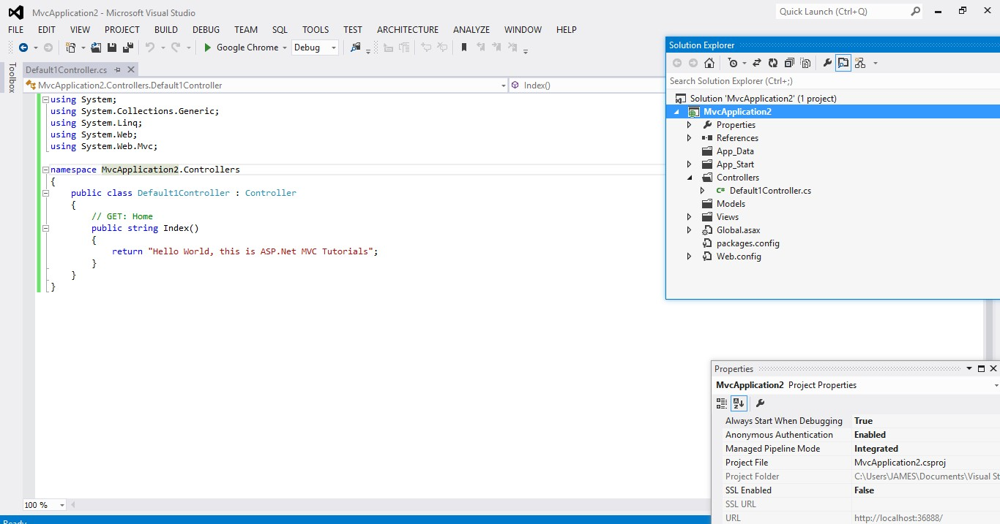 MvcApplication2 - Microsoft Visual Studio
Quick Launch (Ctrl+Q)
FILE EDIT VIEW PROJECT BUILD DEBUG TEAM SQL TOOLS TEST ARCHITECTURE ANALYZE WINDOW HELP
Google Chrome Debug
Toolbox
Default1Controller.cs
MvcApplication2.Controllers.Default1Controller
Index()
using System;
using System.Collections.Generic;
using System.Linq;
using System.Web;
using System.Web.Mvc;
namespace MvcApplication2.Controllers
{
public class Default1Controller : Controller
{
// GET: Home
public string Index()
{
return "Hello World, this is ASP.Net MVC Tutorials";
}
}
}
100 %
Ready
Solution Explorer
Search Solution Explorer (Ctrl+;)
Solution 'MvcApplication2' (1 project)
MvcApplication2
Properties
References
App_Data
App_Start
Controllers
C# Default1Controller.cs
Models
Views
Global.asax
packages.config
Web.config
Properties
MvcApplication2 Project Properties
Always Start When Debugging True
Anonymous Authentication Enabled
Managed Pipeline Mode Integrated
Project File MvcApplication2.csproj
Project Folder C:\Users\JAMES\Documents\Visual St
SSL Enabled False
SSL URL
URL http://localhost:36888/